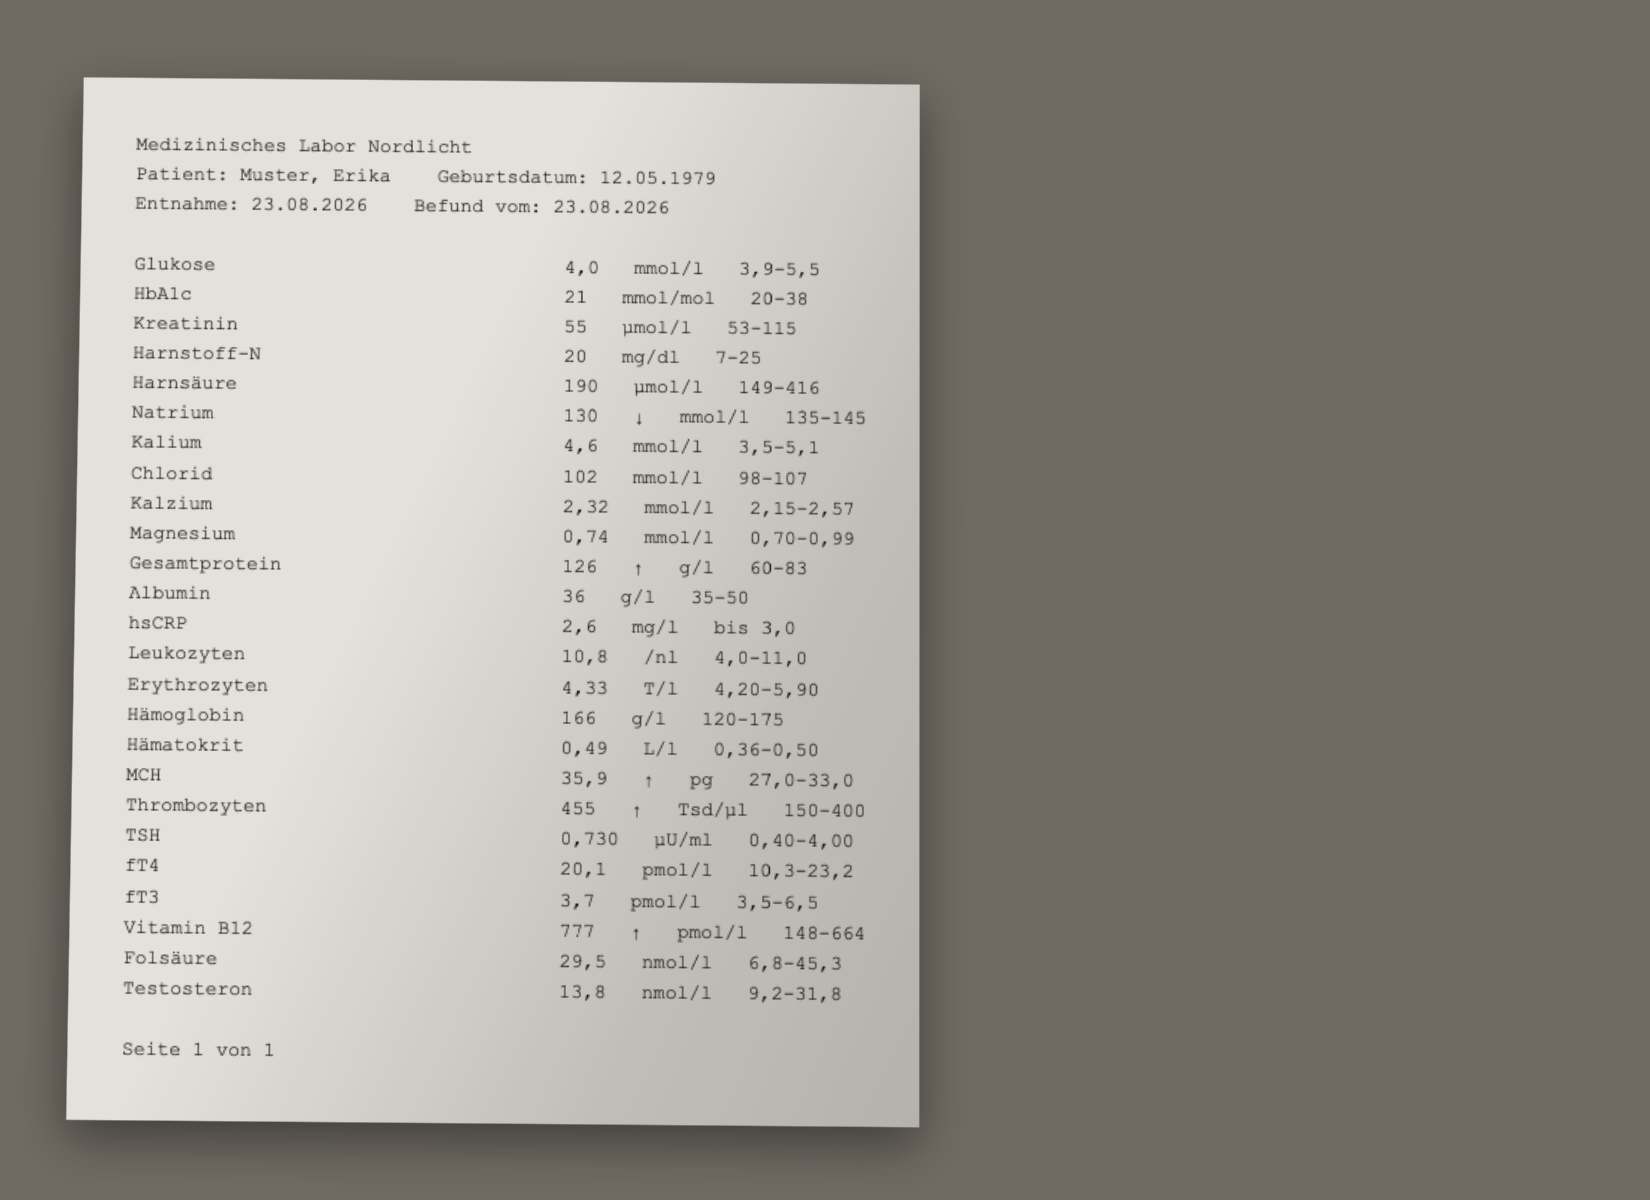 Medizinisches Labor Nordlicht
Patient: Muster, Erika    Geburtsdatum: 12.05.1979
Entnahme: 23.08.2026    Befund vom: 23.08.2026
Glukose 4,0 mmol/l 3,9-5,5
HbA1c 21 mmol/mol 20-38
Kreatinin 55 µmol/l 53-115
Harnstoff-N 20 mg/dl 7-25
Harnsäure 190 µmol/l 149-416
Natrium 130 ↓ mmol/l 135-145
Kalium 4,6 mmol/l 3,5-5,1
Chlorid 102 mmol/l 98-107
Kalzium 2,32 mmol/l 2,15-2,57
Magnesium 0,74 mmol/l 0,70-0,99
Gesamtprotein 126 ↑ g/l 60-83
Albumin 36 g/l 35-50
hsCRP 2,6 mg/l bis 3,0
Leukozyten 10,8 /nl 4,0-11,0
Erythrozyten 4,33 T/l 4,20-5,90
Hämoglobin 166 g/l 120-175
Hämatokrit 0,49 L/l 0,36-0,50
MCH 35,9 ↑ pg 27,0-33,0
Thrombozyten 455 ↑ Tsd/µl 150-400
TSH 0,730 µU/ml 0,40-4,00
fT4 20,1 pmol/l 10,3-23,2
fT3 3,7 pmol/l 3,5-6,5
Vitamin B12 777 ↑ pmol/l 148-664
Folsäure 29,5 nmol/l 6,8-45,3
Testosteron 13,8 nmol/l 9,2-31,8
Seite 1 von 1